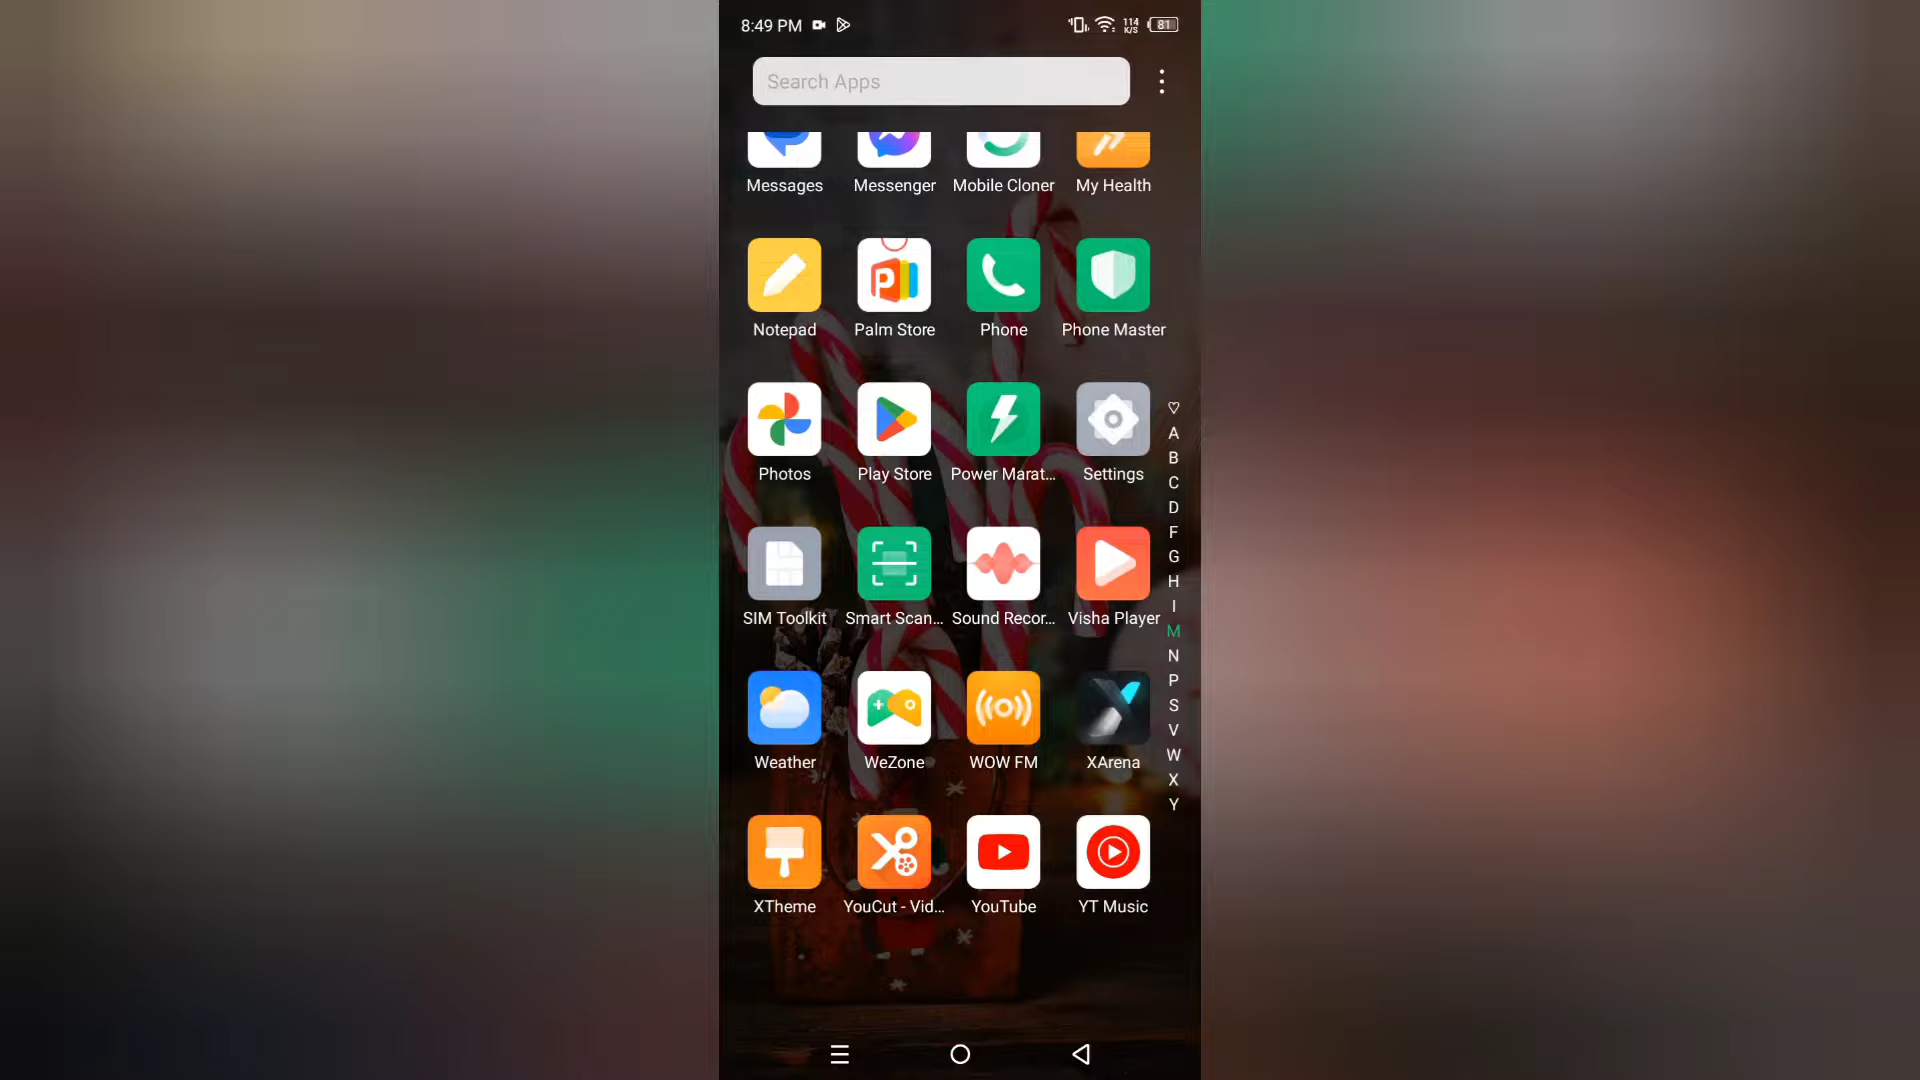 8:49 PM 114 K/S 81
Search Apps
Messages Messenger Mobile Cloner My Health
Notepad Palm Store Phone Phone Master
Photos Play Store Power Marat... Settings
SIM Toolkit Smart Scan... Sound Recor... Visha Player
Weather WeZone WOW FM XArena
XTheme YouCut - Vid... YouTube YT Music
A
B
C
D
F
G
H
I
M
N
P
S
V
W
X
Y